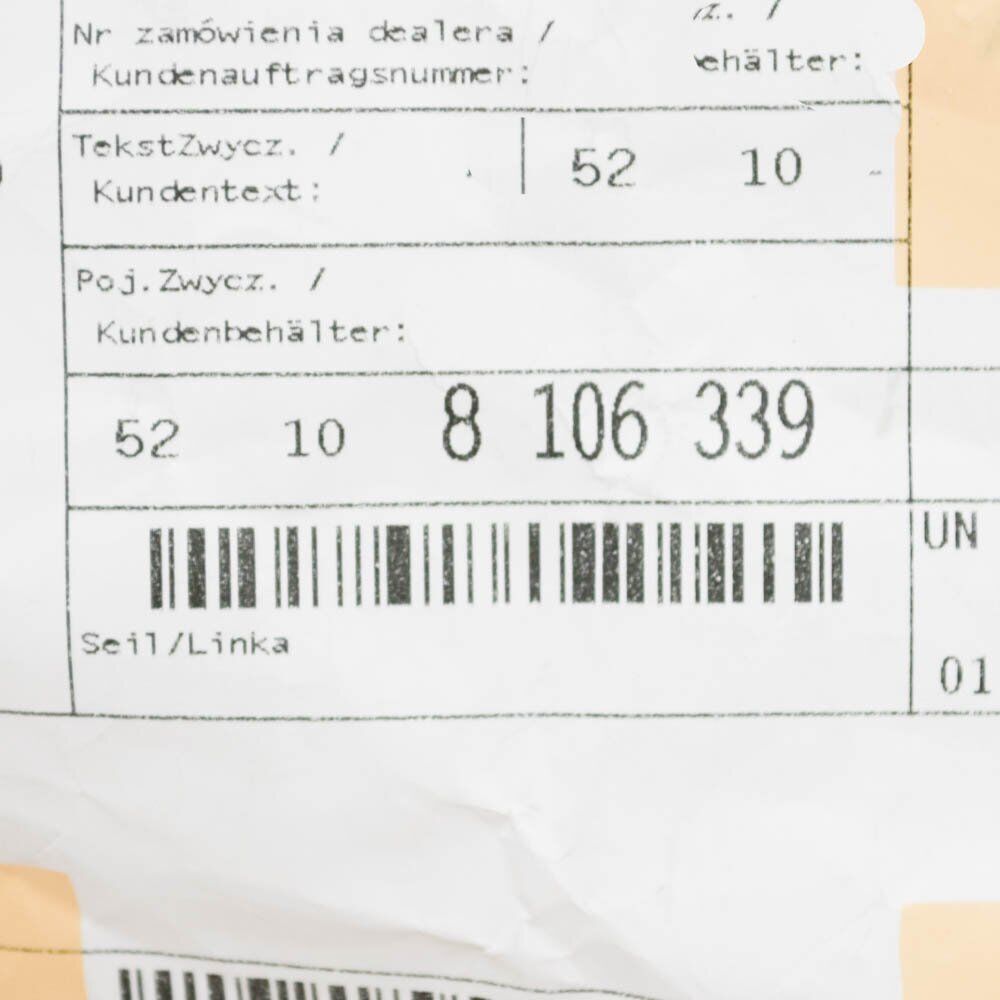 Nr zamówienia dealera /
Kundenauftragsnummer:
ehälter:
TekstZwycz. /
Kundentext:
52 10
Poj.Zwycz. /
Kundenbehälter:
52 10 8 106 339
UN
Seil/Linka
01